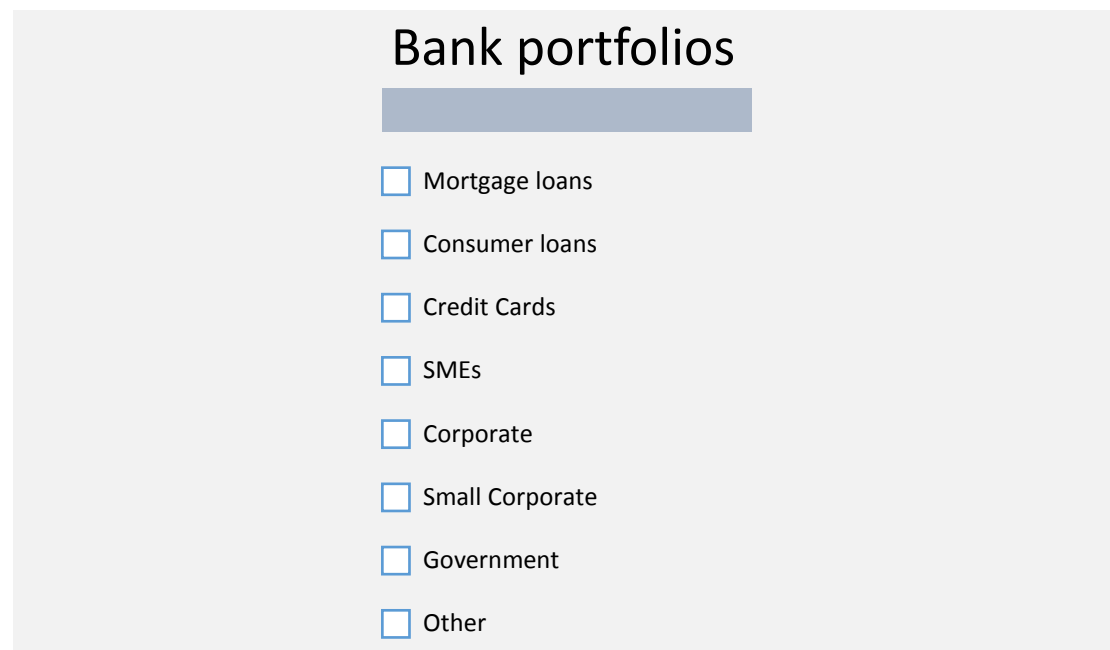 Bank portfolios
Mortgage loans
Consumer loans
Credit Cards
SMEs
Corporate
Small Corporate
Government
Other